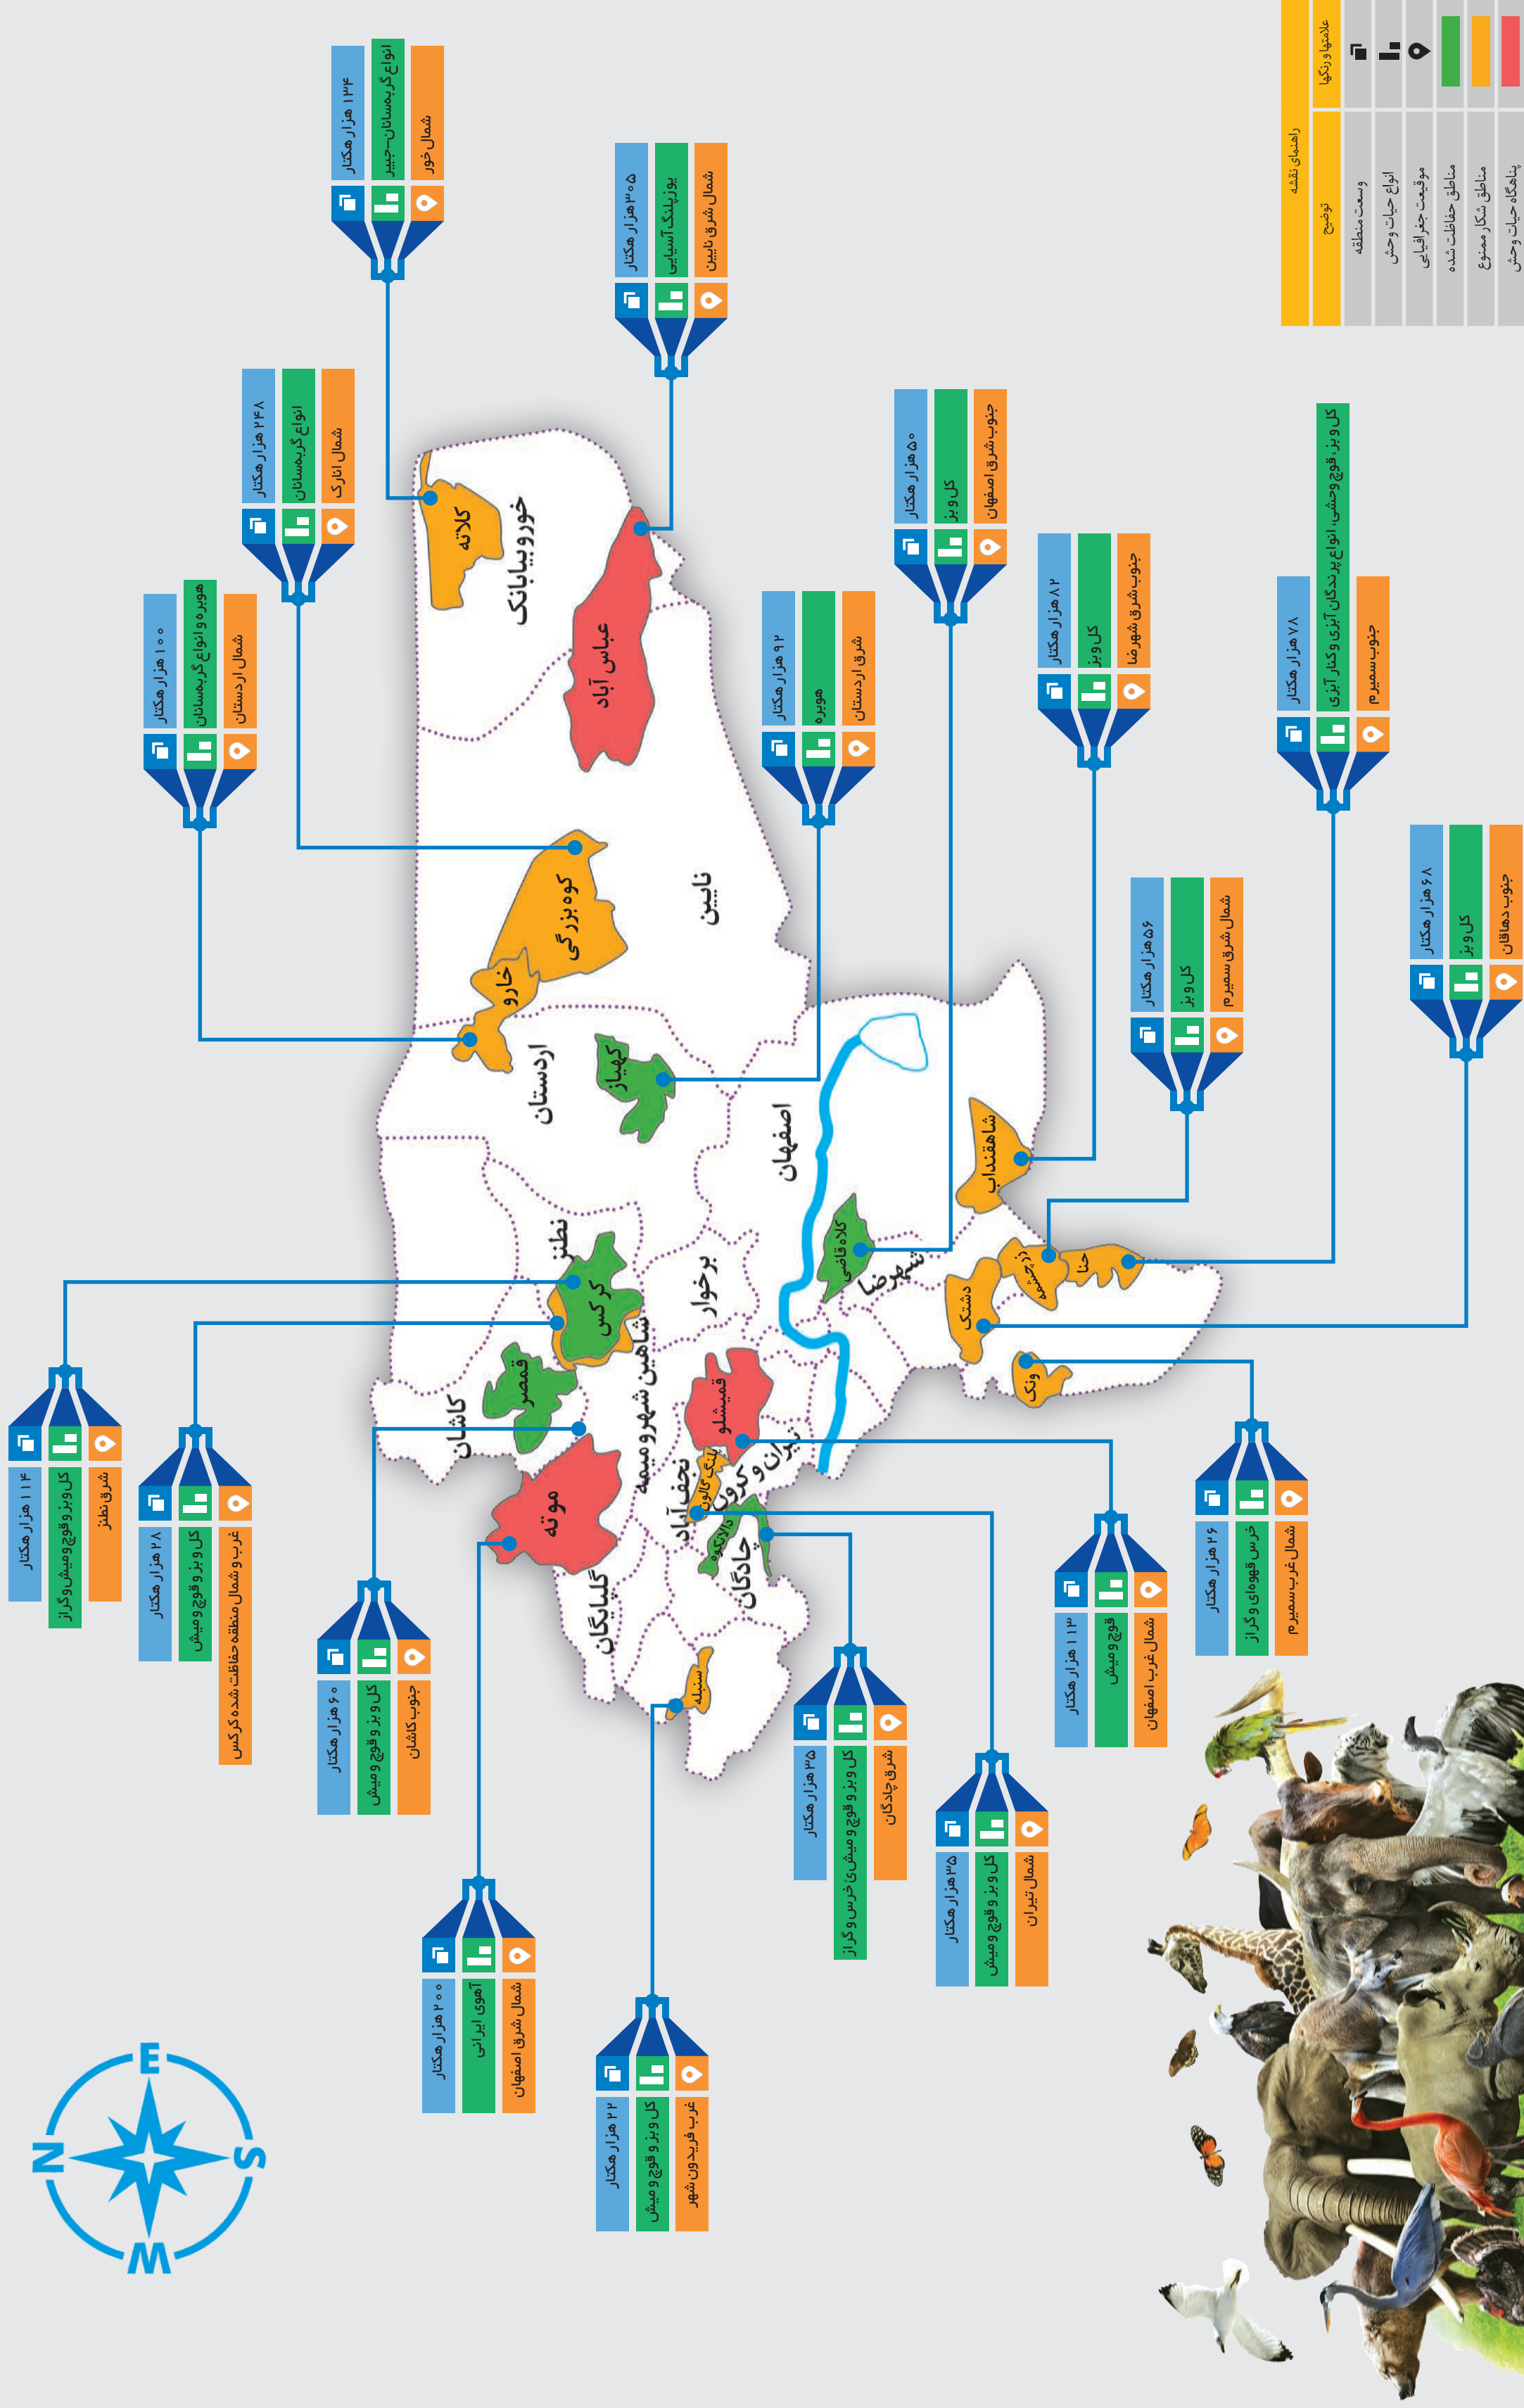 راهنمای نقشه
علامتها و رنگها
توضیح
وسعت منطقه
انواع حیات وحش
موقعیت جغرافیایی
مناطق حفاظت شده
مناطق شکار ممنوع
پناهگاه حیات وحش
N
E
S
W
۱۱۴ هزار هکتار
کل و بز و قوچ و میش و گراز
شرق نطنز
۲۸ هزار هکتار
کل و بز و قوچ و میش
غرب و شمال منطقه حفاظت شده کرکس
۶۰ هزار هکتار
کل و بز و قوچ و میش
جنوب کاشان
۲۰۰ هزار هکتار
آهوی ایرانی
شمال شرق اصفهان
۲۲ هزار هکتار
کل و بز و قوچ و میش
غرب فریدون شهر
۳۵ هزار هکتار
کل و بز و قوچ و میش ئ خرس و گراز
شرق چادگان
۳۵ هزار هکتار
کل و بز و قوچ و میش
شمال تیران
۱۱۳ هزار هکتار
قوچ و میش
شمال غرب اصفهان
۲۶ هزار هکتار
خرس قهوه‌ای و گراز
شمال غرب سمیرم
۱۰۰ هزار هکتار
هوبره و انواع گربه‌سانان
شمال اردستان
۲۴۸ هزار هکتار
انواع گربه‌سانان
شمال انارک
۱۳۴ هزار هکتار
انواع گربه‌سانان-جبیر
شمال خور
۳۰۵ هزار هکتار
یوزپلنگ آسیایی
شمال شرق نایین
۹۲ هزار هکتار
هوبره
شرق اردستان
۵۰ هزار هکتار
کل و بز
جنوب شرق اصفهان
۸۲ هزار هکتار
کل و بز
جنوب شرق شهرضا
۵۶ هزار هکتار
کل و بز
شمال شرق سمیرم
۷۸ هزار هکتار
کل و بز، قوچ وحشی، انواع پرندگان آبزی و کنار آبزی
جنوب سمیرم
۶۸ هزار هکتار
کل و بز
جنوب دهاقان
کلاته
خور و بیابانک
عباس آباد
کوه بزرگی
خارو
نایین
اردستان
کهیاز
اصفهان
نطنز
کرکس
قمصر
کاشان
شاهین شهر و میمه
برخوار
موته
گلپایگان
نجف آباد
قمیشلو
پلنگ گالون
تیران و کرون
دالانکوه
چادگان
سنبله
کلاه قاضی
شهرضا
شاهقنداب
دشتک
درچشمه
حنا
ونک